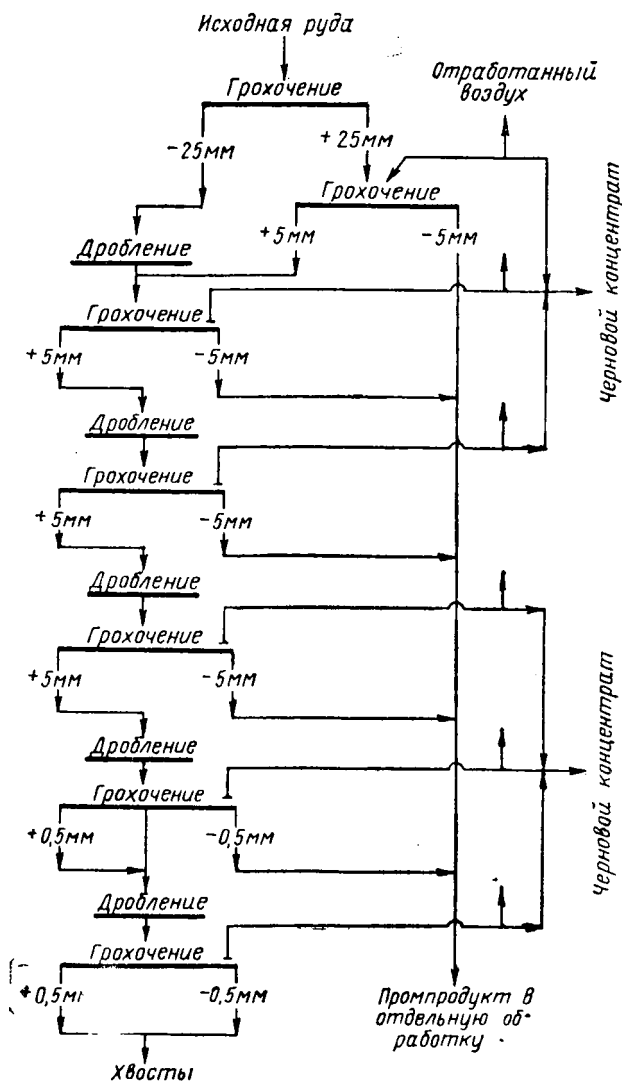 Исходная руда
Грохочение
Отработанный
воздух
-25мм
+25мм
Грохочение
+5мм
-5мм
Дробление
Черновой концентрат
Грохочение
+5мм
-5мм
Дробление
Грохочение
+5мм
-5мм
Дробление
Грохочение
+5мм
-5мм
Черновой концентрат
Дробление
Грохочение
+0,5мм
-0,5мм
Дробление
Грохочение
+0,5мм
-0,5мм
Промпродукт в
отдельную об-
работку
Хвосты